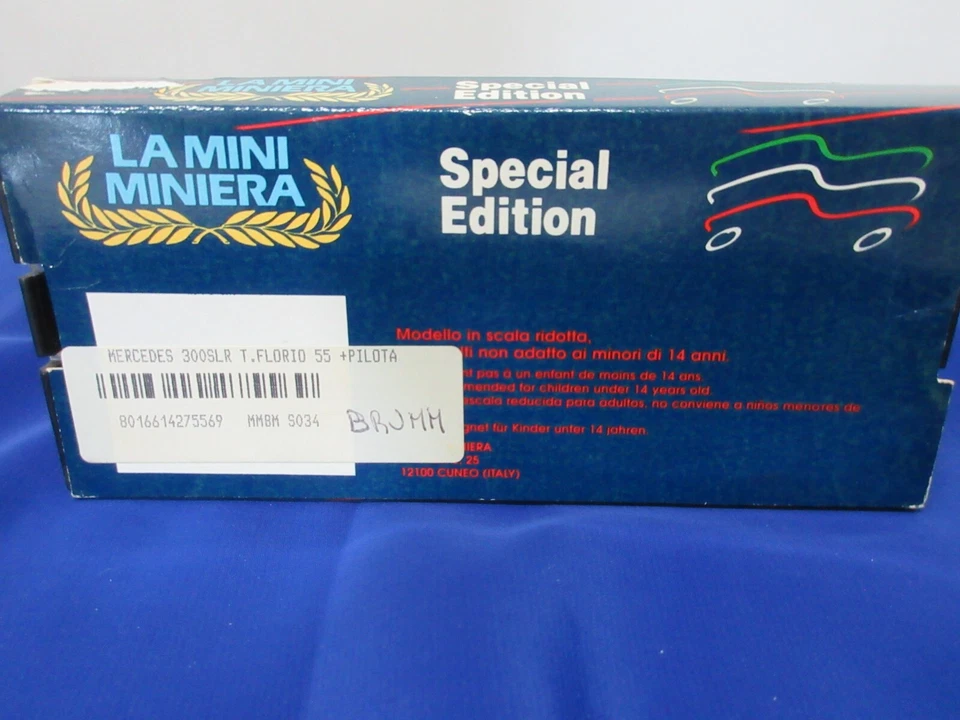 LA MINI
MINIERA
Special
Edition
LA MINI
MINIERA
Special
Edition
MERCEDES 300SLR T.FLORIO 55 +PILOTA
8016614275569 MMBM S034 BRUMM
Modello in scala ridotta,
lti non adatto ai minori di 14 anni.
nt pas à un enfant de moins de 14 ans.
mended for children under 14 years old.
ascala reducida para adultos, no conviene a niños menores de
gnet für Kinder unter 14 jahren.
IERA
25
12100 CUNEO (ITALY)